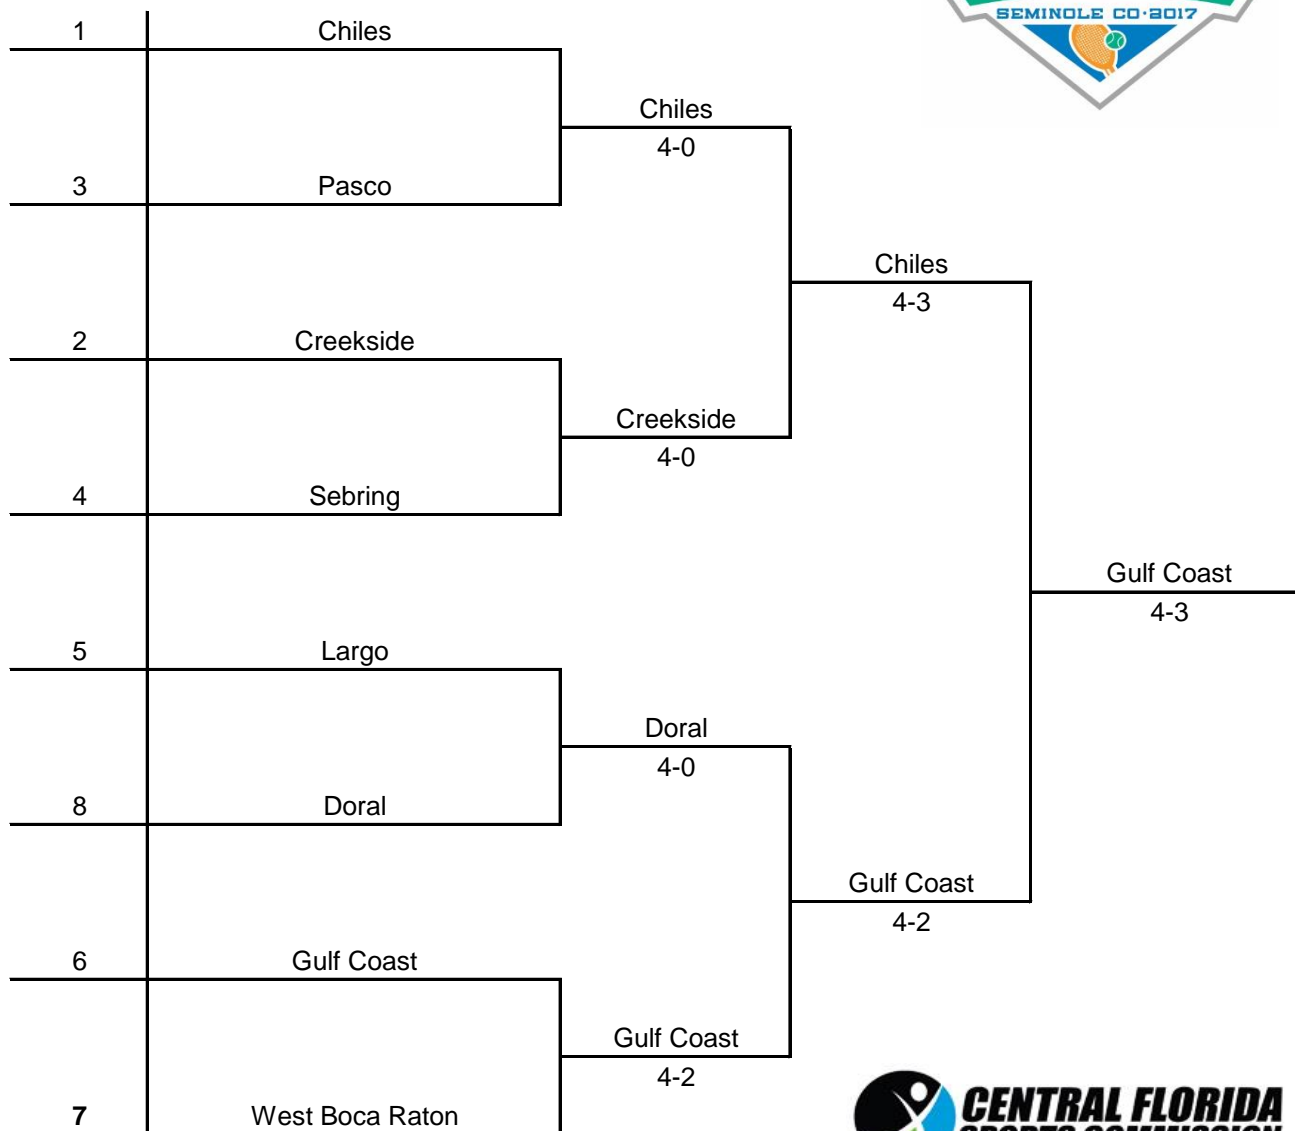 SEMINOLE CO·2017
1 Chiles
Chiles
4-0
3 Pasco
Chiles
4-3
2 Creekside
Creekside
4-0
4 Sebring
Gulf Coast
4-3
5 Largo
Doral
4-0
8 Doral
Gulf Coast
4-2
6 Gulf Coast
Gulf Coast
4-2
7 West Boca Raton
CENTRAL FLORIDA
SPORTS COMMISSION